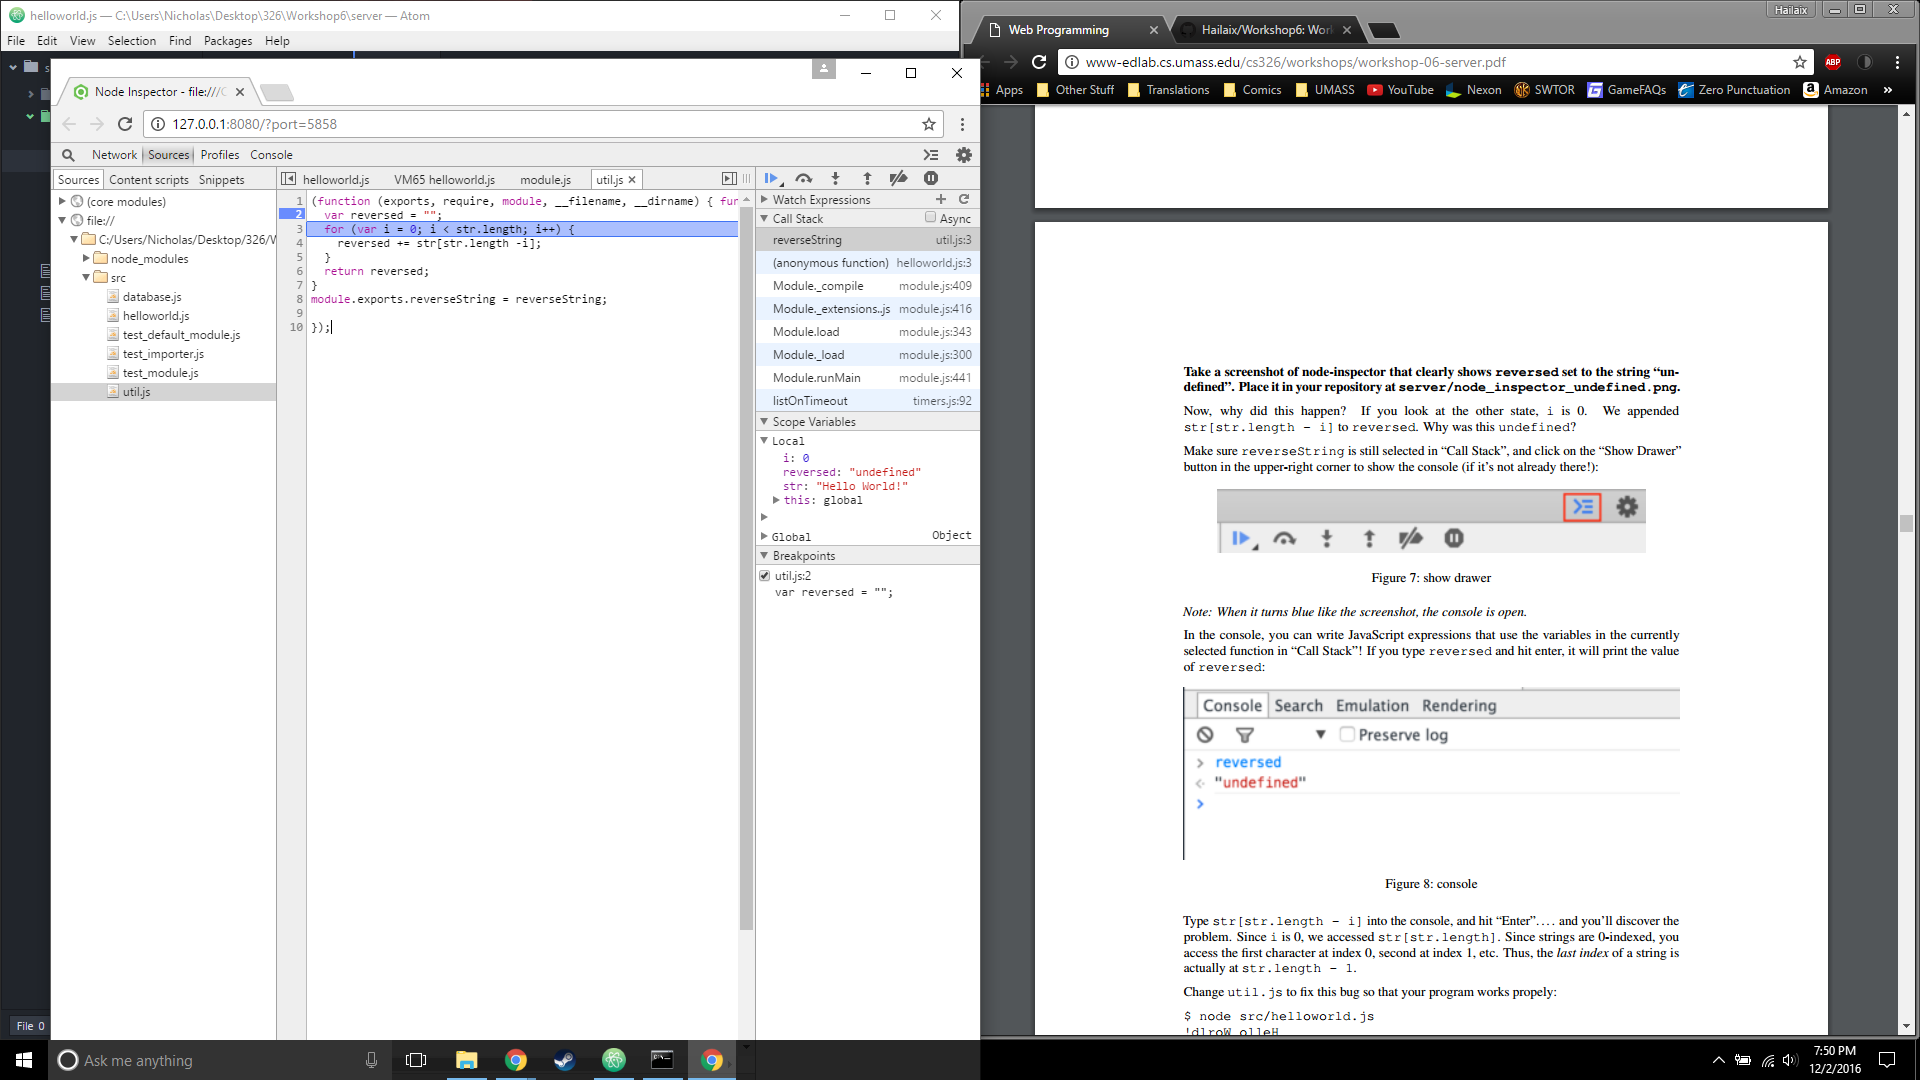 helloworld.js — C:\Users\Nicholas\Desktop\326\Workshop6\server — Atom
File Edit View Selection Find Packages Help
Node Inspector - file:///C
127.0.0.1:8080/?port=5858
Network Sources Profiles Console
Sources Content scripts Snippets
(core modules)
file://
C:/Users/Nicholas/Desktop/326/W
node_modules
src
database.js
helloworld.js
test_default_module.js
test_importer.js
test_module.js
util.js
helloworld.js VM65 helloworld.js module.js util.js
1 (function (exports, require, module, __filename, __dirname) { fun
2 var reversed = "";
3 for (var i = 0; i < str.length; i++) {
4 reversed += str[str.length -i];
5 }
6 return reversed;
7 }
8 module.exports.reverseString = reverseString;
9
10 });
Watch Expressions
Call Stack Async
reverseString util.js:3
(anonymous function) helloworld.js:3
Module._compile module.js:409
Module._extensions..js module.js:416
Module.load module.js:343
Module._load module.js:300
Module.runMain module.js:441
listOnTimeout timers.js:92
Scope Variables
Local
i: 0
reversed: "undefined"
str: "Hello World!"
this: global
Global Object
Breakpoints
util.js:2
var reversed = "";
File 0
Hailaix
Web Programming
Hailaix/Workshop6: Work
www-edlab.cs.umass.edu/cs326/workshops/workshop-06-server.pdf
ABP
Apps Other Stuff Translations Comics UMASS YouTube Nexon SWTOR GameFAQs Zero Punctuation Amazon »
Take a screenshot of node-inspector that clearly shows reversed set to the string “un-
defined”. Place it in your repository at server/node_inspector_undefined.png.
Now, why did this happen? If you look at the other state, i is 0. We appended
str[str.length - i] to reversed. Why was this undefined?
Make sure reverseString is still selected in “Call Stack”, and click on the “Show Drawer”
button in the upper-right corner to show the console (if it’s not already there!):
Figure 7: show drawer
Note: When it turns blue like the screenshot, the console is open.
In the console, you can write JavaScript expressions that use the variables in the currently
selected function in “Call Stack”! If you type reversed and hit enter, it will print the value
of reversed:
Console Search Emulation Rendering
Preserve log
reversed
"undefined"
Figure 8: console
Type str[str.length - i] into the console, and hit “Enter”.... and you’ll discover the
problem. Since i is 0, we accessed str[str.length]. Since strings are 0-indexed, you
access the first character at index 0, second at index 1, etc. Thus, the last index of a string is
actually at str.length - 1.
Change util.js to fix this bug so that your program works propely:
$ node src/helloworld.js
!dlroW olleH
Ask me anything
7:50 PM
12/2/2016